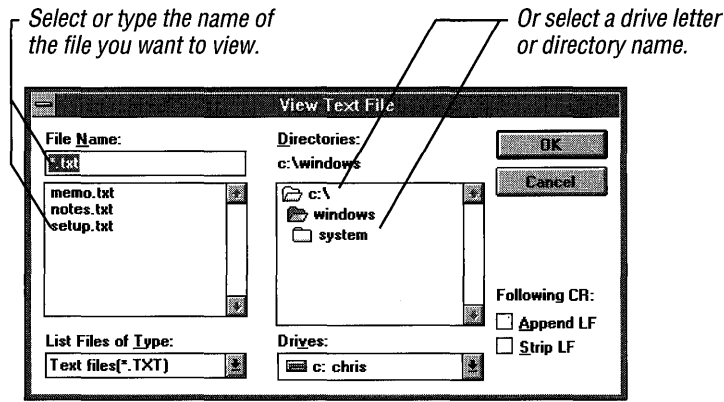 Select or type the name of
the file you want to view.
Or select a drive letter
or directory name.
View Text File
File Name:
*.txt
memo.txt
notes.txt
setup.txt
List Files of Type:
Text files(*.TXT)
Directories:
c:\windows
c:\
windows
system
Drives:
c: chris
OK
Cancel
Following CR:
Append LF
Strip LF